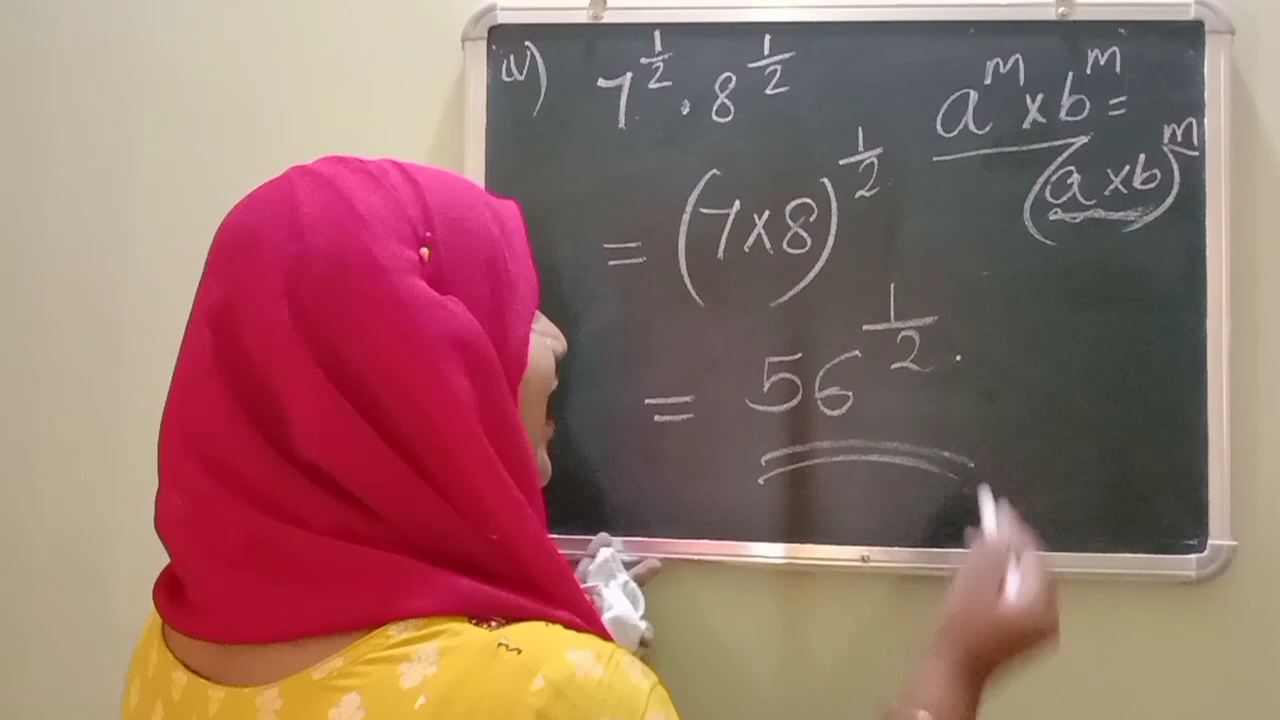 iv) 7^{1/2} . 8^{1/2}
= (7×8)^{1/2}
= 56^{1/2}.
a^m × b^m =
(a × b)^m